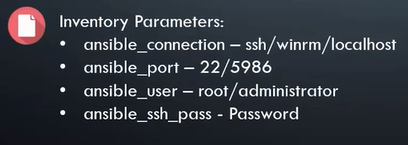 Inventory Parameters:
• ansible_connection – ssh/winrm/localhost
• ansible_port – 22/5986
• ansible_user – root/administrator
• ansible_ssh_pass - Password